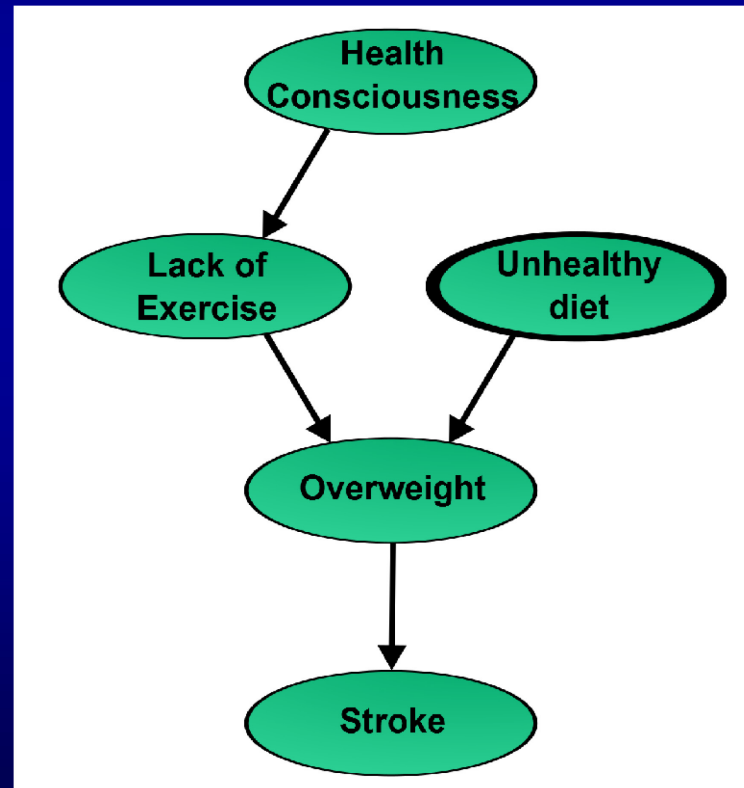 Health
Consciousness
Lack of
Exercise
Unhealthy
diet
Overweight
Stroke